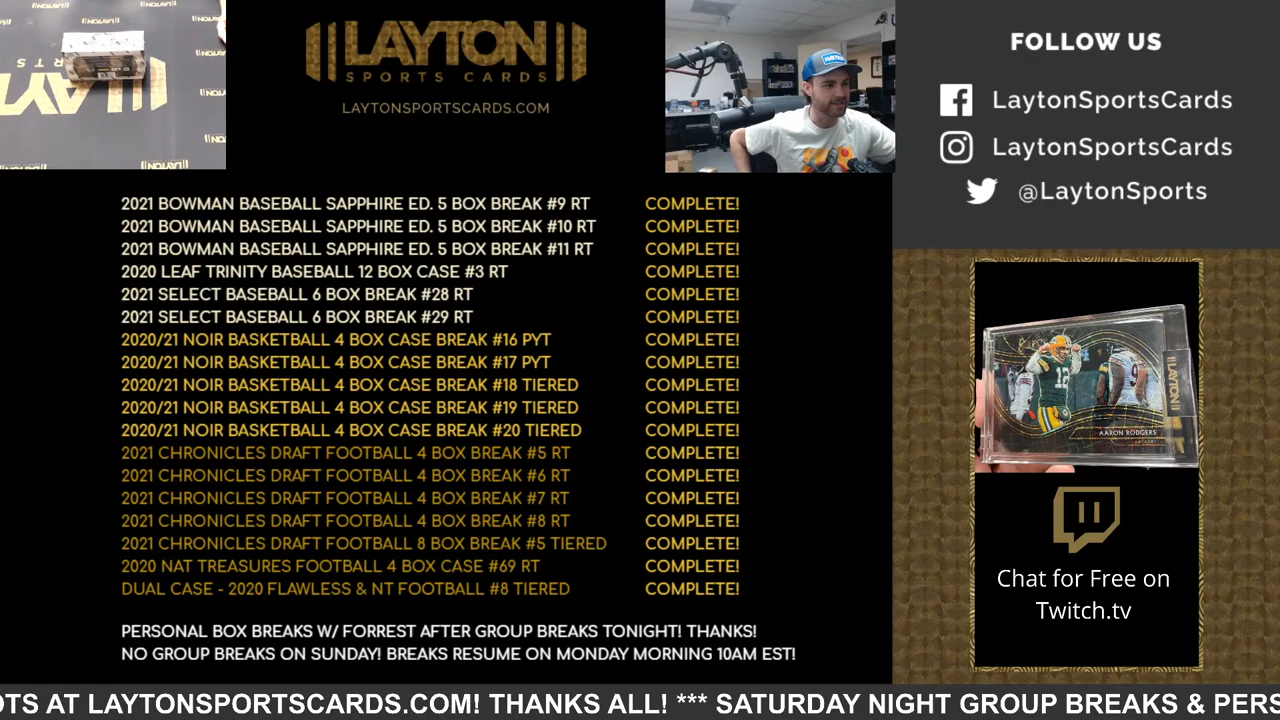 LAYTON
SPORTS CARDS
LAYTONSPORTSCARDS.COM
FOLLOW US
LaytonSportsCards
LaytonSportsCards
@LaytonSports
2021 BOWMAN BASEBALL SAPPHIRE ED. 5 BOX BREAK #9 RT COMPLETE!
2021 BOWMAN BASEBALL SAPPHIRE ED. 5 BOX BREAK #10 RT COMPLETE!
2021 BOWMAN BASEBALL SAPPHIRE ED. 5 BOX BREAK #11 RT COMPLETE!
2020 LEAF TRINITY BASEBALL 12 BOX CASE #3 RT COMPLETE!
2021 SELECT BASEBALL 6 BOX BREAK #28 RT COMPLETE!
2021 SELECT BASEBALL 6 BOX BREAK #29 RT COMPLETE!
2020/21 NOIR BASKETBALL 4 BOX CASE BREAK #16 PYT COMPLETE!
2020/21 NOIR BASKETBALL 4 BOX CASE BREAK #17 PYT COMPLETE!
2020/21 NOIR BASKETBALL 4 BOX CASE BREAK #18 TIERED COMPLETE!
2020/21 NOIR BASKETBALL 4 BOX CASE BREAK #19 TIERED COMPLETE!
2020/21 NOIR BASKETBALL 4 BOX CASE BREAK #20 TIERED COMPLETE!
2021 CHRONICLES DRAFT FOOTBALL 4 BOX BREAK #5 RT COMPLETE!
2021 CHRONICLES DRAFT FOOTBALL 4 BOX BREAK #6 RT COMPLETE!
2021 CHRONICLES DRAFT FOOTBALL 4 BOX BREAK #7 RT COMPLETE!
2021 CHRONICLES DRAFT FOOTBALL 4 BOX BREAK #8 RT COMPLETE!
2021 CHRONICLES DRAFT FOOTBALL 8 BOX BREAK #5 TIERED COMPLETE!
2020 NAT TREASURES FOOTBALL 4 BOX CASE #69 RT COMPLETE!
DUAL CASE - 2020 FLAWLESS & NT FOOTBALL #8 TIERED COMPLETE!
PERSONAL BOX BREAKS W/ FORREST AFTER GROUP BREAKS TONIGHT! THANKS!
NO GROUP BREAKS ON SUNDAY! BREAKS RESUME ON MONDAY MORNING 10AM EST!
12
AARON RODGERS
LAYTON
Chat for Free on
Twitch.tv
OTS AT LAYTONSPORTSCARDS.COM! THANKS ALL! *** SATURDAY NIGHT GROUP BREAKS & PERS